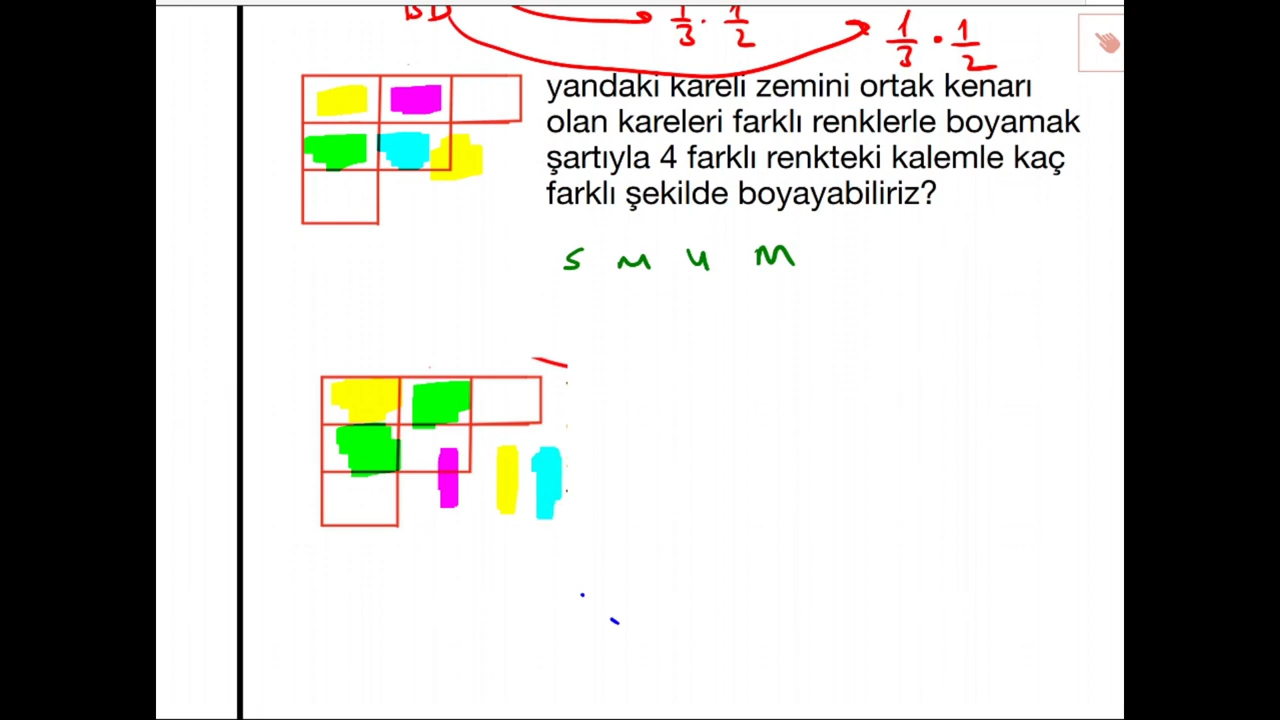 BD
1/3 · 1/2
1/3 · 1/2
yandaki kareli zemini ortak kenarı
olan kareleri farklı renklerle boyamak
şartıyla 4 farklı renkteki kalemle kaç
farklı şekilde boyayabiliriz?
S M Y M